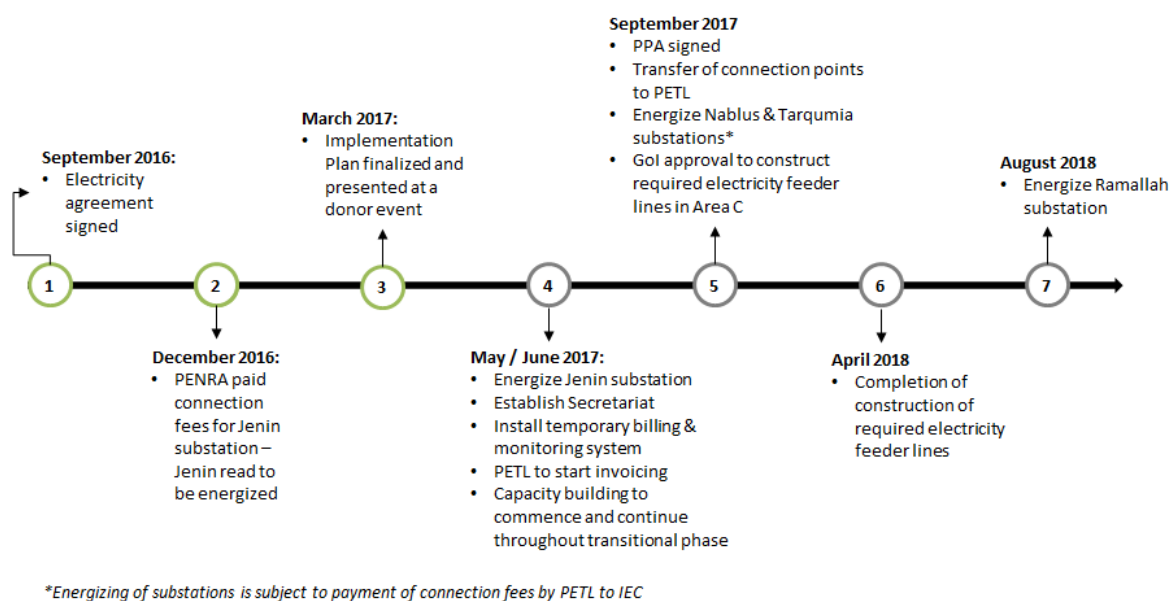 September 2016:
• Electricity
agreement
signed
December 2016:
• PENRA paid
connection
fees for Jenin
substation –
Jenin read to
be energized
March 2017:
• Implementation
Plan finalized and
presented at a
donor event
May / June 2017:
• Energize Jenin substation
• Establish Secretariat
• Install temporary billing &
monitoring system
• PETL to start invoicing
• Capacity building to
commence and continue
throughout transitional phase
September 2017
• PPA signed
• Transfer of connection points
to PETL
• Energize Nablus & Tarqumia
substations*
• GoI approval to construct
required electricity feeder
lines in Area C
April 2018
• Completion of
construction of
required electricity
feeder lines
August 2018
• Energize Ramallah
substation
1 2 3 4 5 6 7
*Energizing of substations is subject to payment of connection fees by PETL to IEC